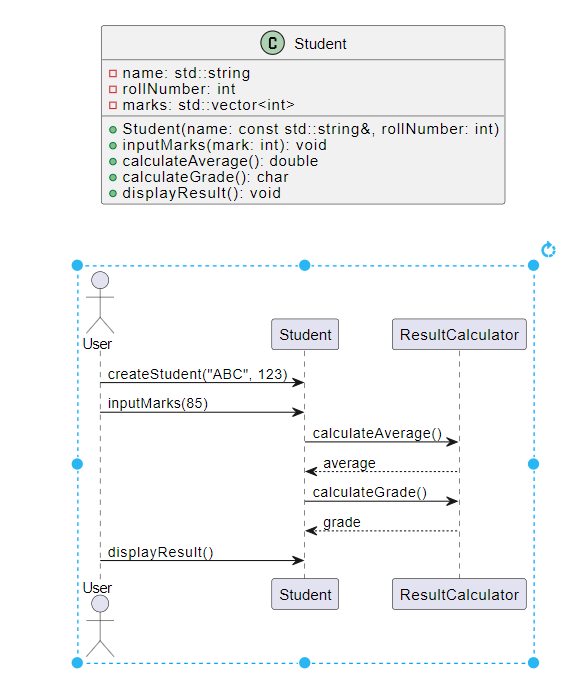 C Student
name: std::string
rollNumber: int
marks: std::vector<int>
Student(name: const std::string&, rollNumber: int)
inputMarks(mark: int): void
calculateAverage(): double
calculateGrade(): char
displayResult(): void
User
Student
ResultCalculator
createStudent("ABC", 123)
inputMarks(85)
calculateAverage()
average
calculateGrade()
grade
displayResult()
User
Student
ResultCalculator